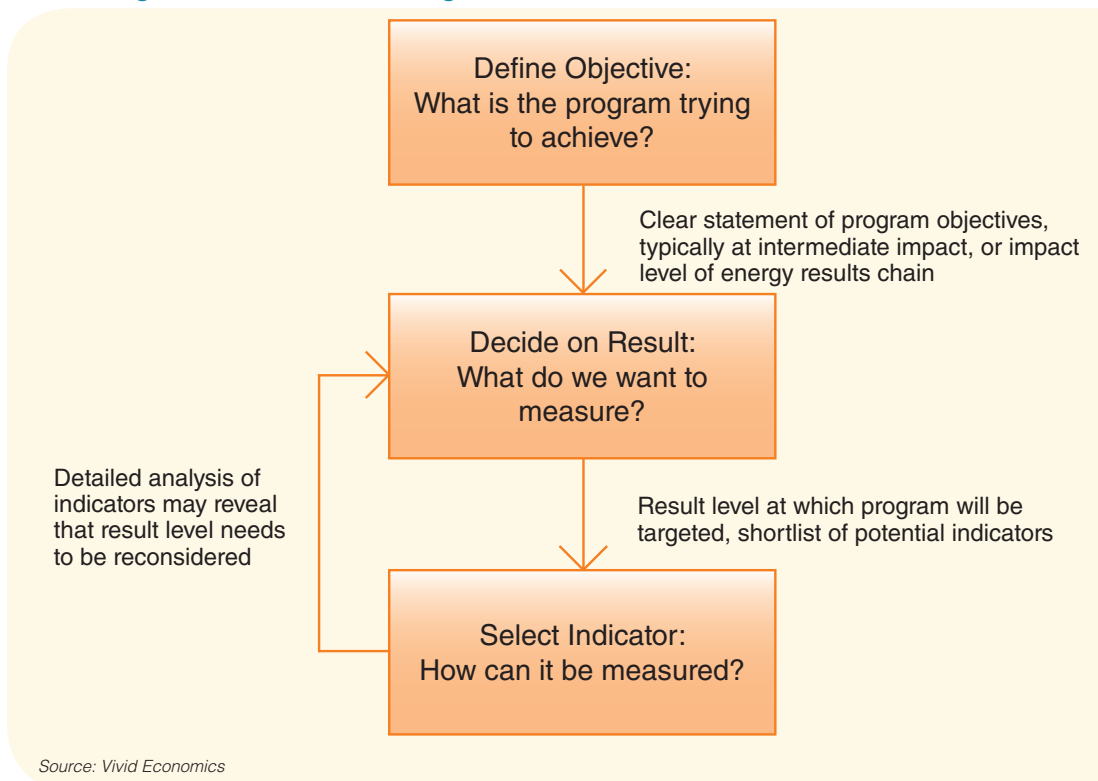 Define Objective:
What is the program trying
to achieve?
Clear statement of program objectives,
typically at intermediate impact, or impact
level of energy results chain
Decide on Result:
What do we want to
measure?
Detailed analysis of
indicators may reveal
that result level needs
to be reconsidered
Result level at which program will be
targeted, shortlist of potential indicators
Select Indicator:
How can it be measured?
Source: Vivid Economics